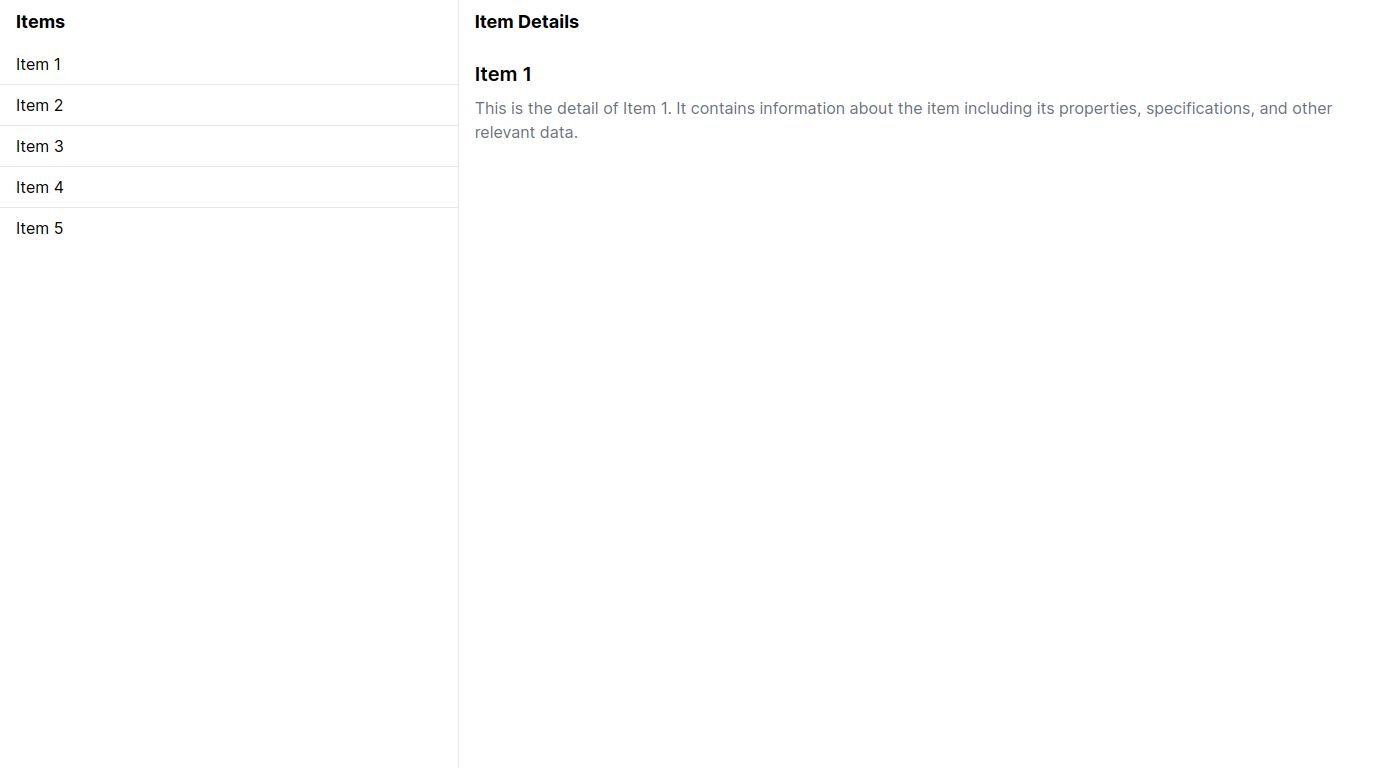 Items
Item 1
Item 2
Item 3
Item 4
Item 5
Item Details
Item 1
This is the detail of Item 1. It contains information about the item including its properties, specifications, and other
relevant data.